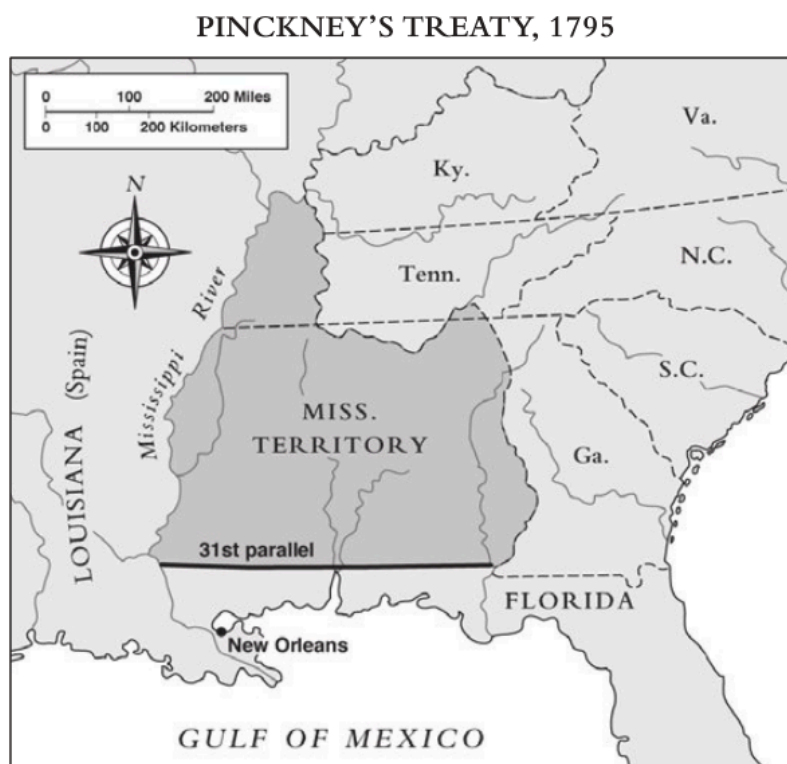 PINCKNEY'S TREATY, 1795
0 100 200 Miles
0 100 200 Kilometers
N
Va.
Ky.
Tenn.
N.C.
S.C.
Mississippi River
LOUISIANA (Spain)
MISS.
TERRITORY
Ga.
31st parallel
FLORIDA
New Orleans
GULF OF MEXICO